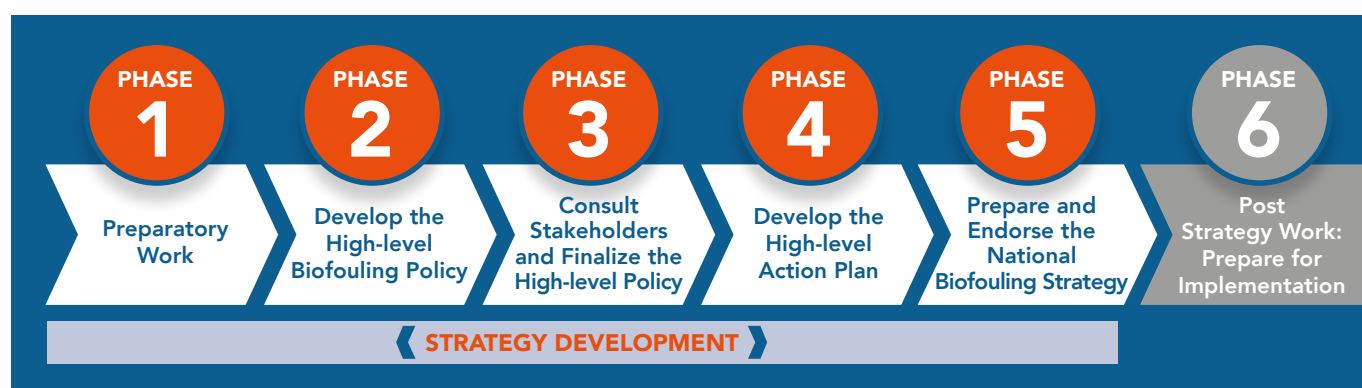 PHASE
1
Preparatory
Work
PHASE
2
Develop the
High-level
Biofouling Policy
PHASE
3
Consult
Stakeholders
and Finalize the
High-level Policy
PHASE
4
Develop the
High-level
Action Plan
PHASE
5
Prepare and
Endorse the
National
Biofouling Strategy
PHASE
6
Post
Strategy Work:
Prepare for
Implementation
STRATEGY DEVELOPMENT